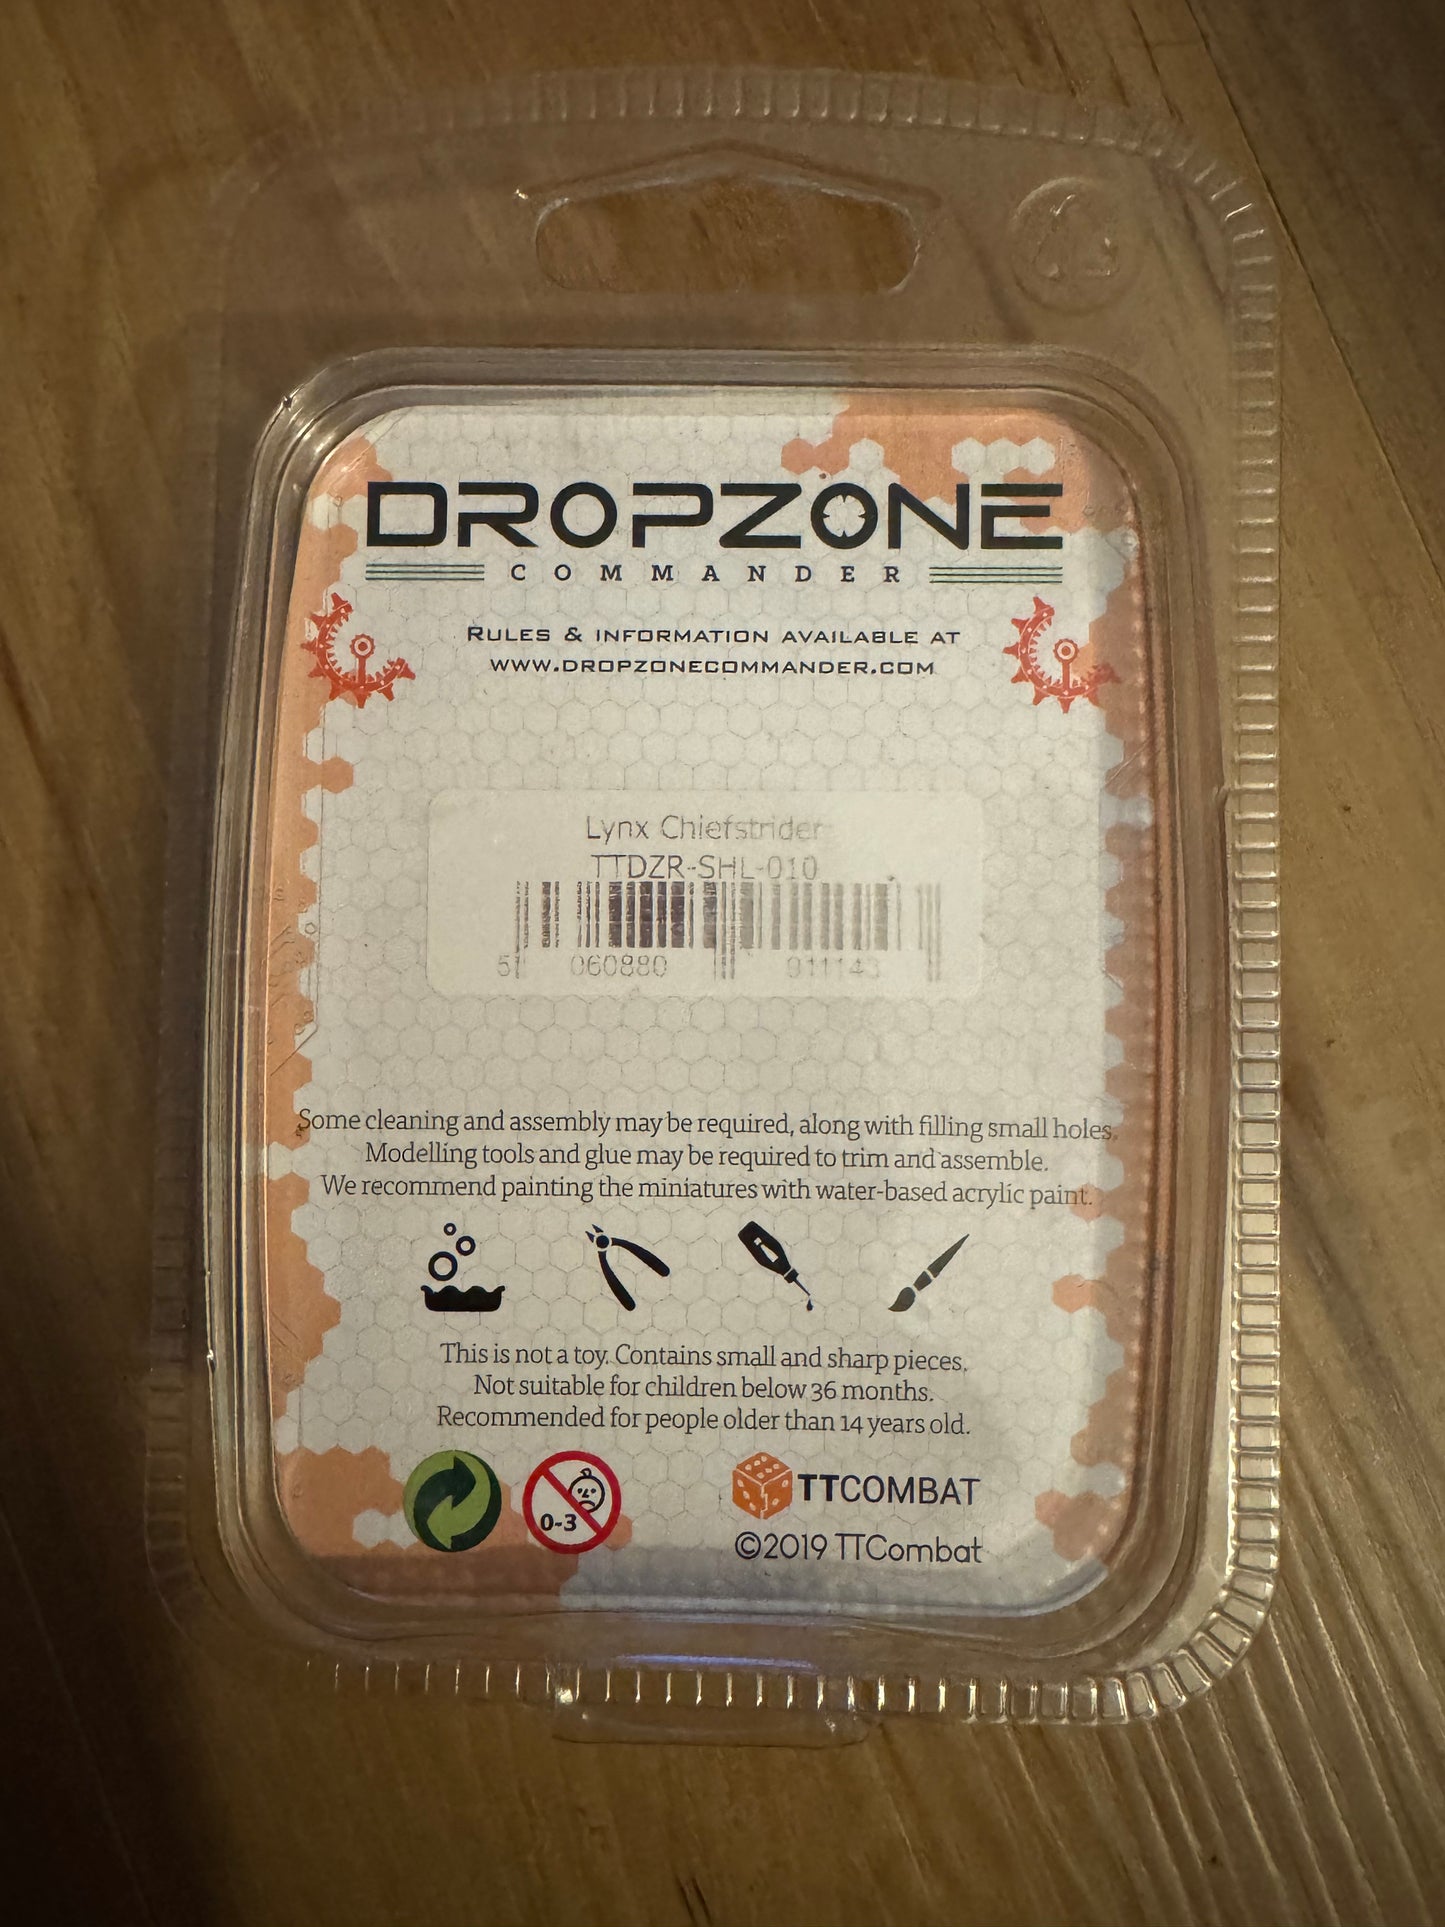 DROPZONE
COMMANDER
RULES & INFORMATION AVAILABLE AT
WWW.DROPZONECOMMANDER.COM
Lynx Chiefstrider
TTDZR-SHL-010
5 060880 911143
Some cleaning and assembly may be required, along with filling small holes.
Modelling tools and glue may be required to trim and assemble.
We recommend painting the miniatures with water-based acrylic paint.
This is not a toy. Contains small and sharp pieces.
Not suitable for children below 36 months.
Recommended for people older than 14 years old.
0-3
TTCOMBAT
©2019 TTCombat